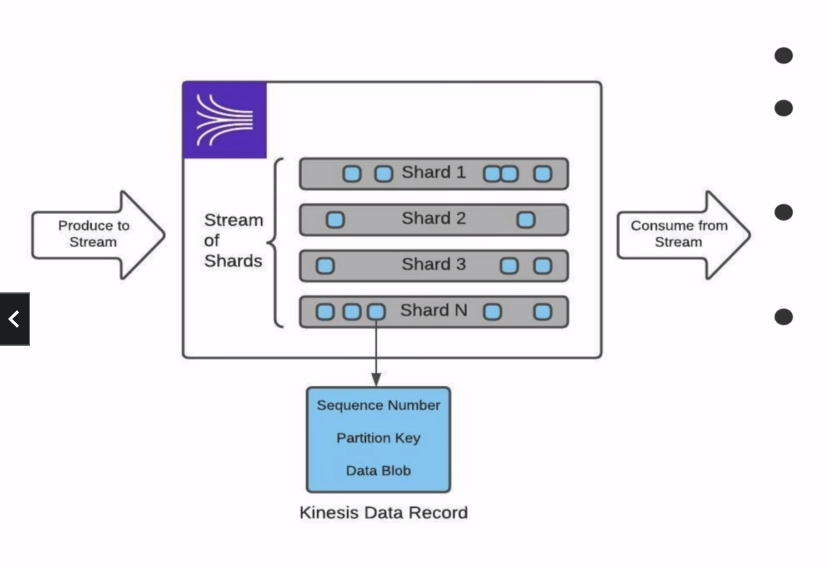 Produce to
Stream
Stream
of
Shards
Shard 1
Shard 2
Shard 3
Shard N
Consume from
Stream
Sequence Number
Partition Key
Data Blob
Kinesis Data Record